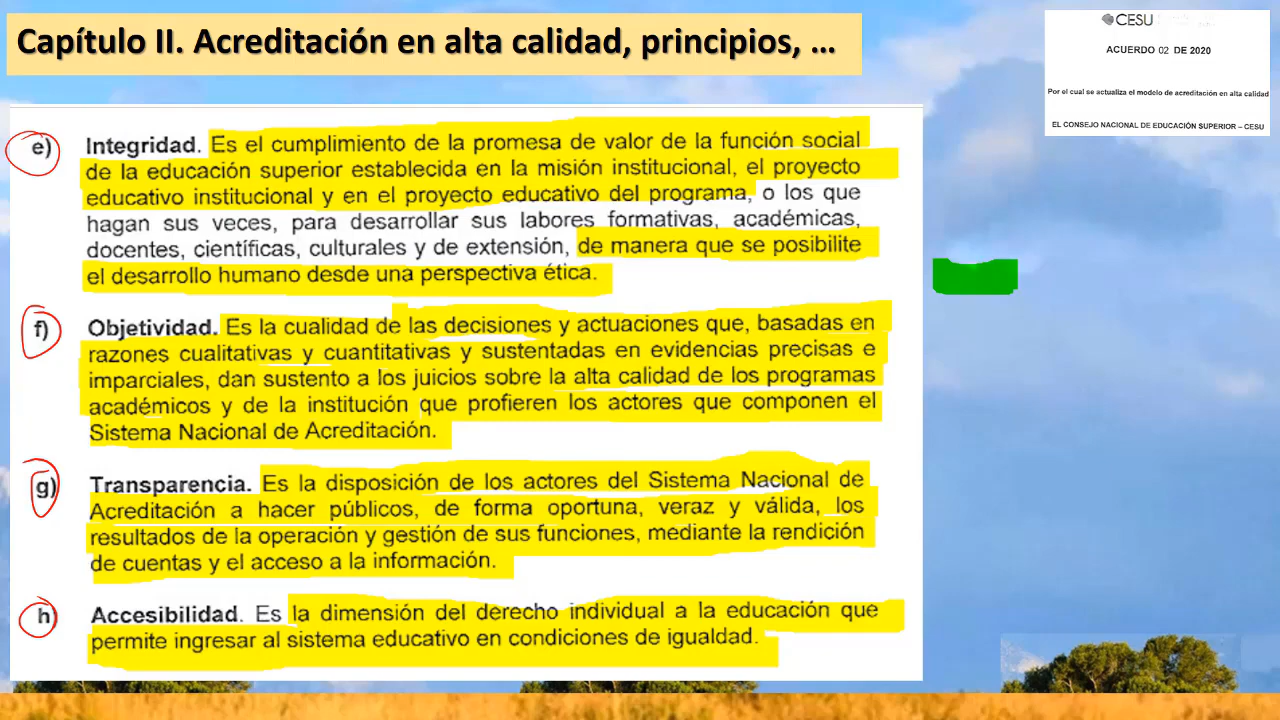 Capítulo II. Acreditación en alta calidad, principios, ...
CESU
ACUERDO 02 DE 2020
Por el cual se actualiza el modelo de acreditación en alta calidad
EL CONSEJO NACIONAL DE EDUCACIÓN SUPERIOR – CESU
e) Integridad. Es el cumplimiento de la promesa de valor de la función social
de la educación superior establecida en la misión institucional, el proyecto
educativo institucional y en el proyecto educativo del programa, o los que
hagan sus veces, para desarrollar sus labores formativas, académicas,
docentes, científicas, culturales y de extensión, de manera que se posibilite
el desarrollo humano desde una perspectiva ética.
f) Objetividad. Es la cualidad de las decisiones y actuaciones que, basadas en
razones cualitativas y cuantitativas y sustentadas en evidencias precisas e
imparciales, dan sustento a los juicios sobre la alta calidad de los programas
académicos y de la institución que profieren los actores que componen el
Sistema Nacional de Acreditación.
g) Transparencia. Es la disposición de los actores del Sistema Nacional de
Acreditación a hacer públicos, de forma oportuna, veraz y válida, los
resultados de la operación y gestión de sus funciones, mediante la rendición
de cuentas y el acceso a la información.
h) Accesibilidad. Es la dimensión del derecho individual a la educación que
permite ingresar al sistema educativo en condiciones de igualdad.